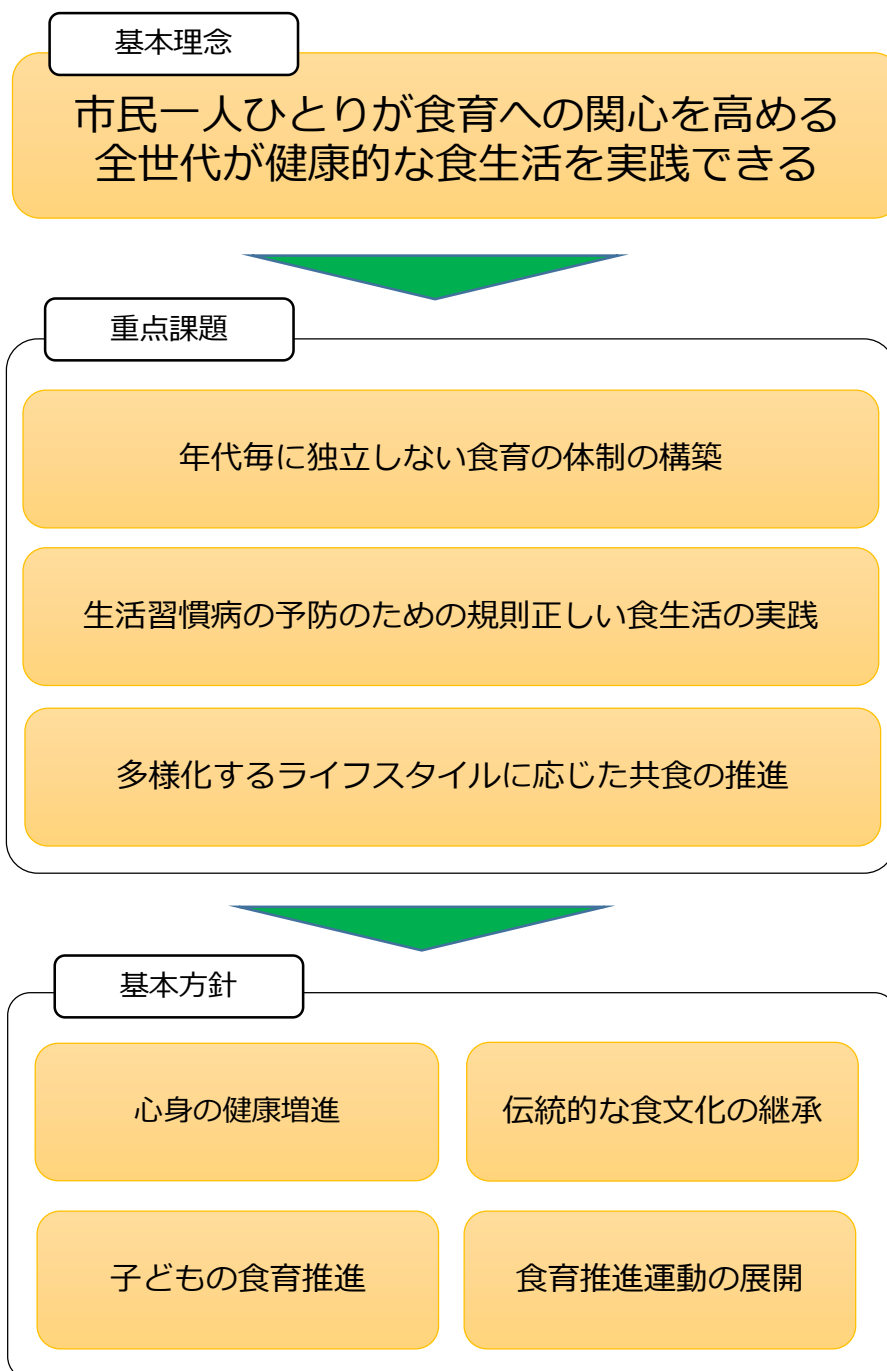 基本理念
市民一人ひとりが食育への関心を高める
全世代が健康的な食生活を実践できる
重点課題
年代毎に独立しない食育の体制の構築
生活習慣病の予防のための規則正しい食生活の実践
多様化するライフスタイルに応じた共食の推進
基本方針
心身の健康増進
伝統的な食文化の継承
子どもの食育推進
食育推進運動の展開